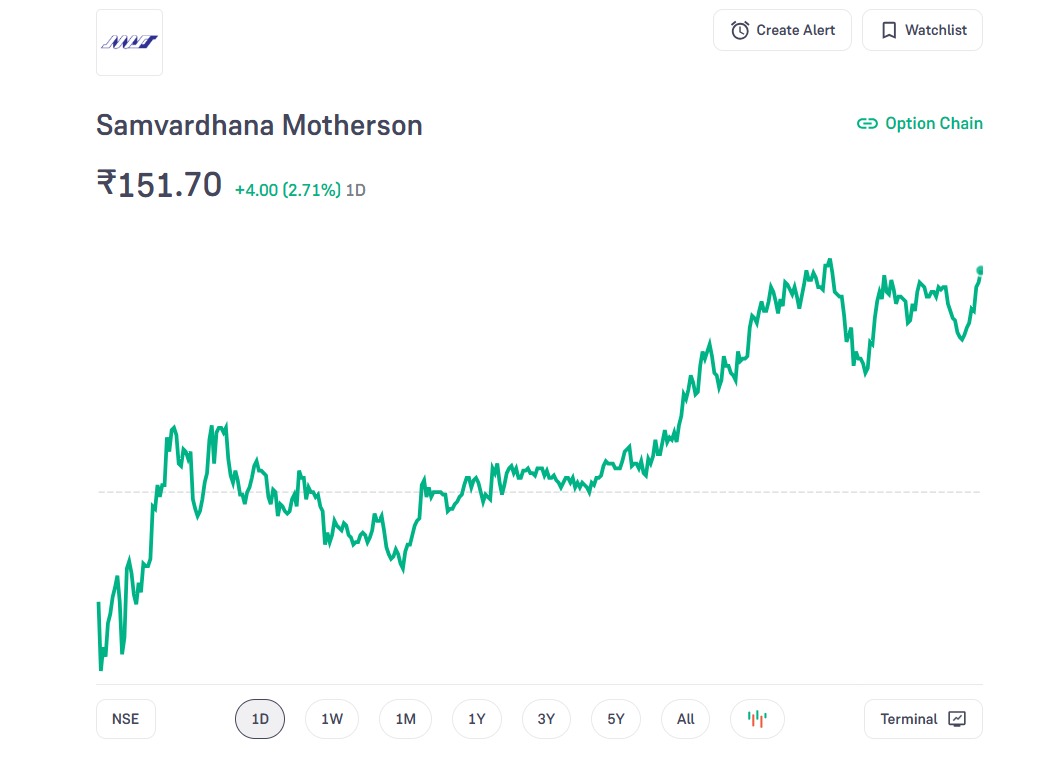 Create Alert
Watchlist
Samvardhana Motherson
Option Chain
₹151.70 +4.00 (2.71%) 1D
NSE
1D
1W
1M
1Y
3Y
5Y
All
Terminal